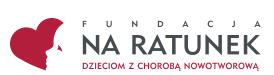 FUNDACJA
NA RATUNEK
DZIECIOM Z CHOROBĄ NOWOTWOROWĄ